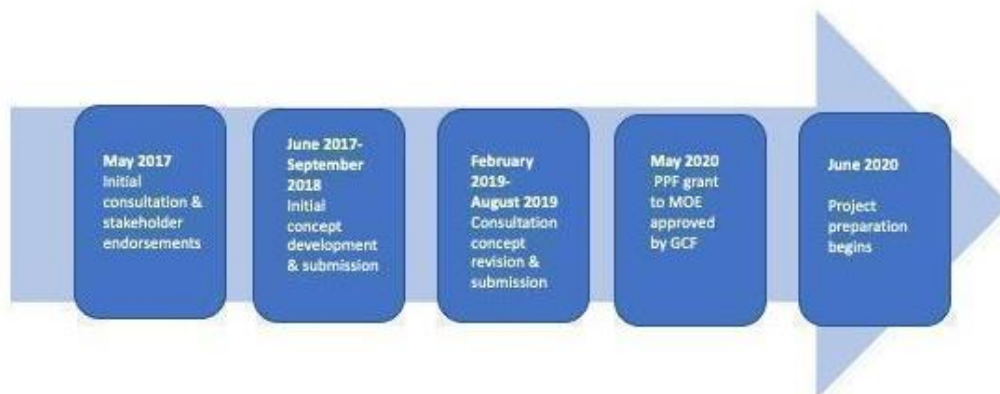 May 2017
Initial
consultation &
stakeholder
endorsements
June 2017-
September
2018
Initial
concept
development
& submission
February
2019-
August 2019
Consultation
concept
revision &
submission
May 2020
PPF grant
to MOE
approved
by GCF
June 2020
Project
preparation
begins